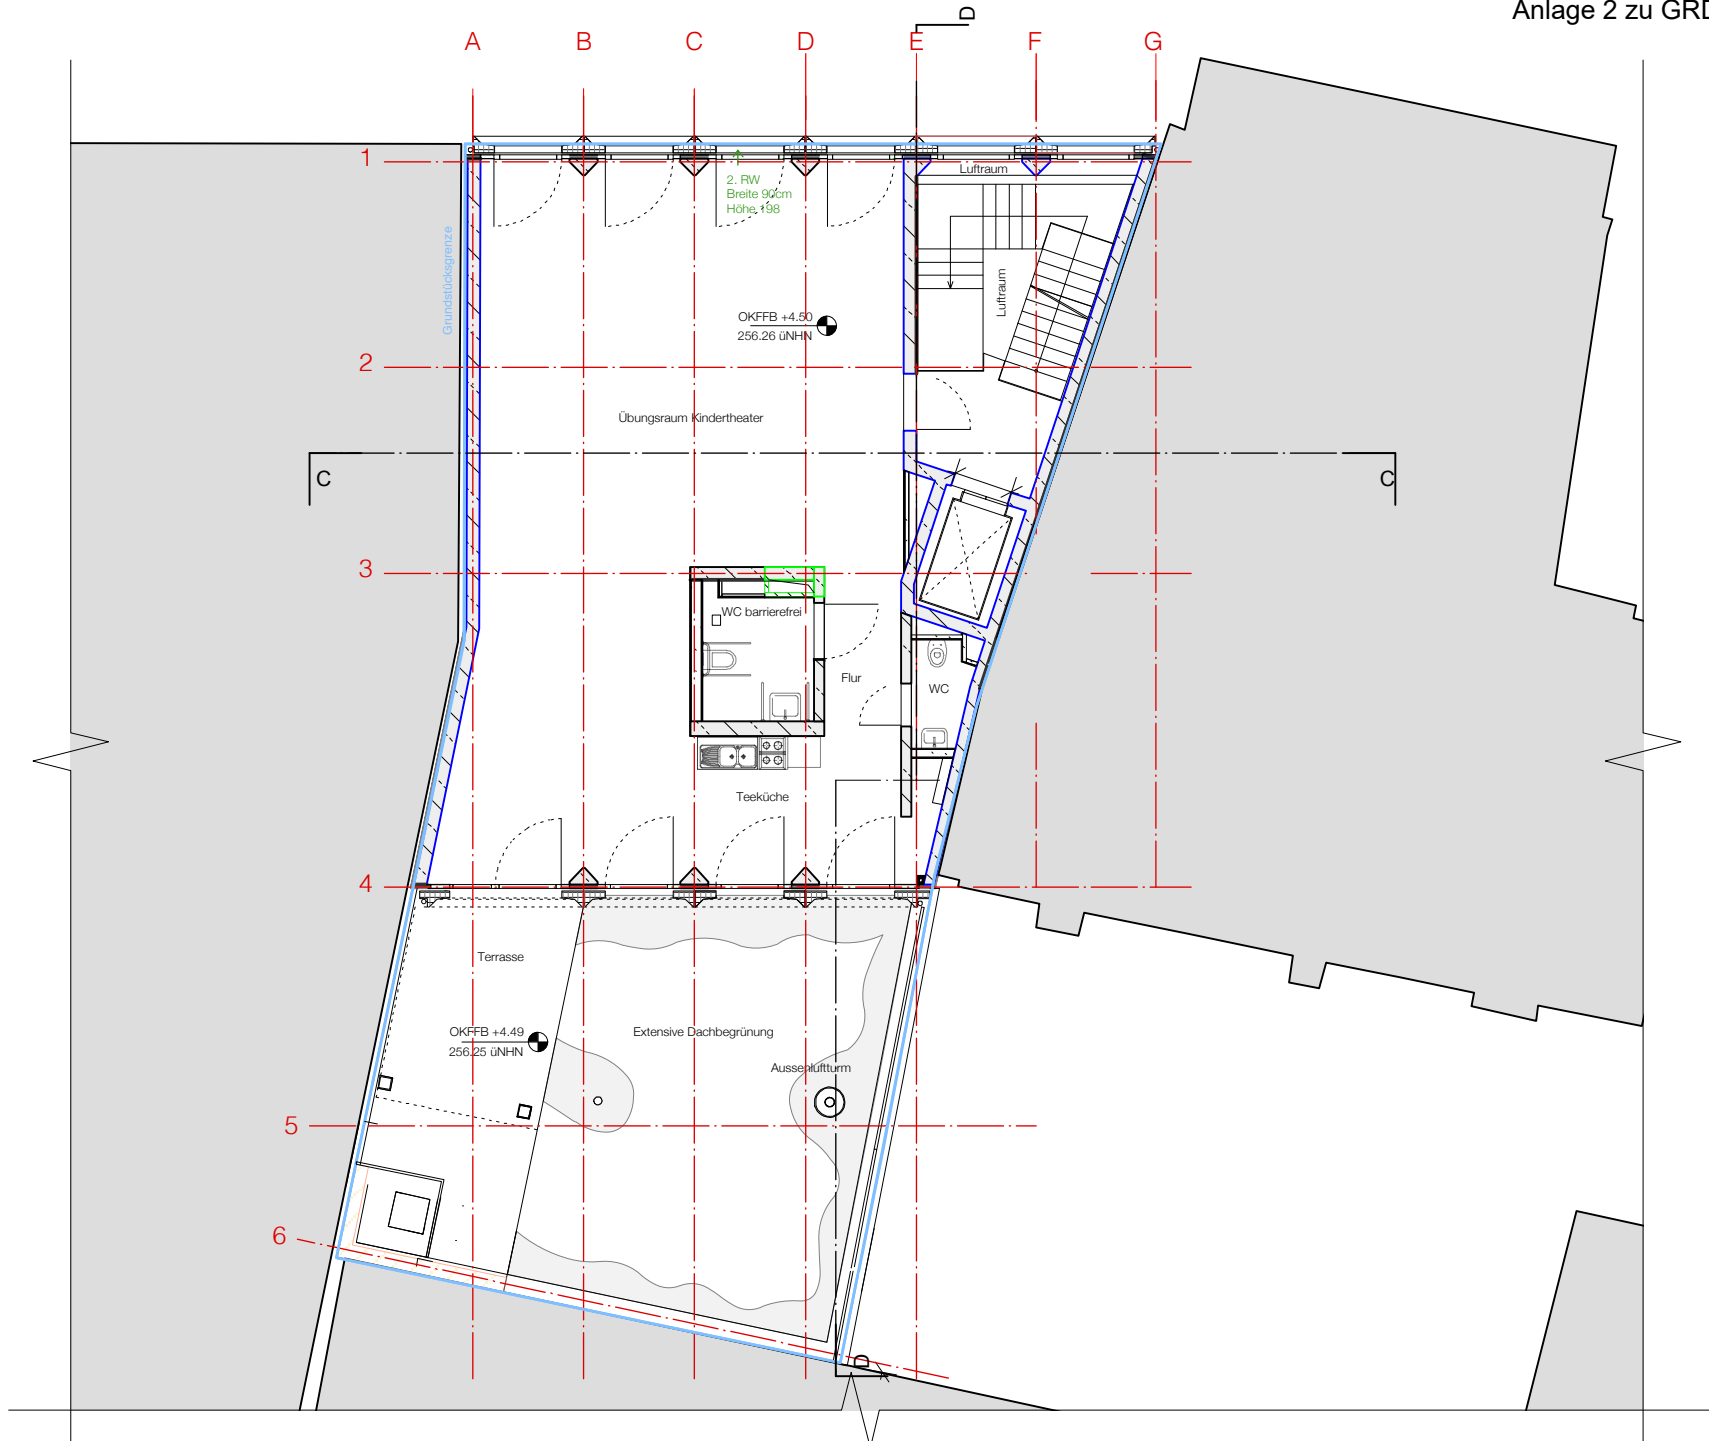 Anlage 2 zu GRD
D
A
B
C
D
E
F
G
1
Luftraum
2. RW
Breite 90cm
Höhe 198
Grundstücksgrenze
Luftraum
OKFFB +4.50
256.26 üNHN
2
Übungsraum Kindertheater
C
C
3
WC barrierefrei
Flur
WC
Teeküche
4
Terrasse
OKFFB +4.49
256.25 üNHN
Extensive Dachbegrünung
Aussenluftturm
5
6
D